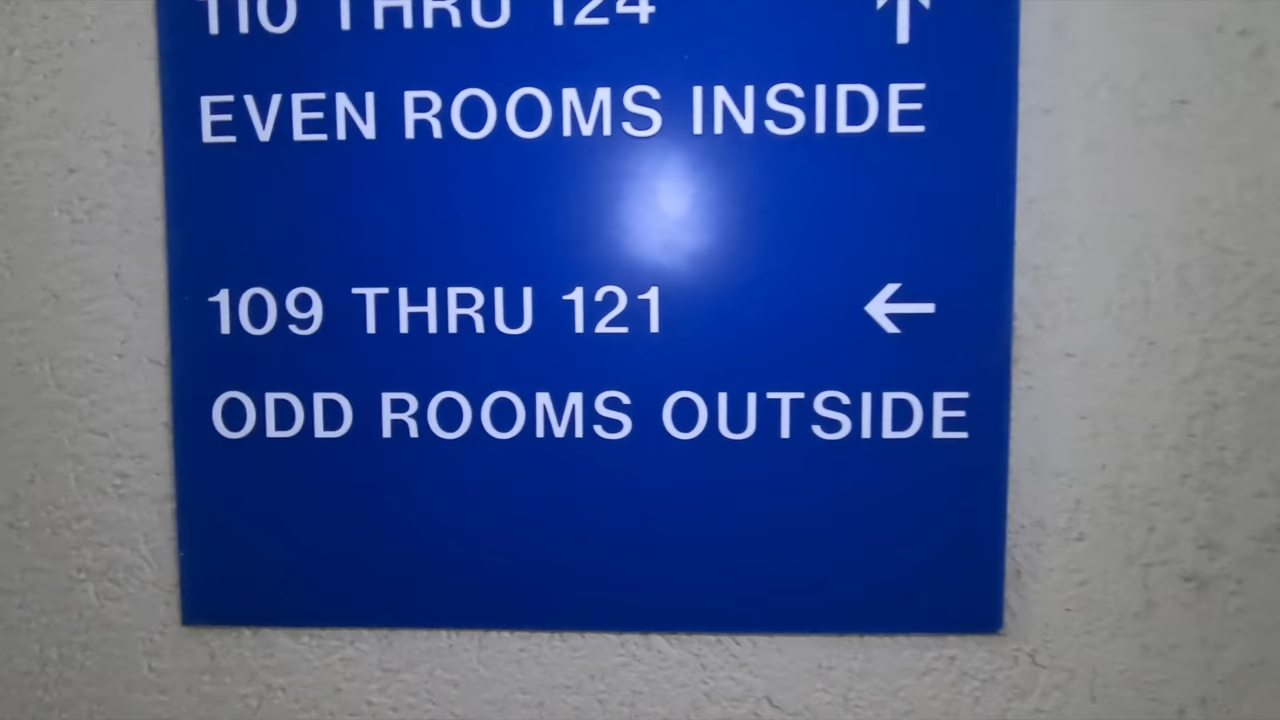 110 THRU 124 ↑
EVEN ROOMS INSIDE
109 THRU 121 ←
ODD ROOMS OUTSIDE